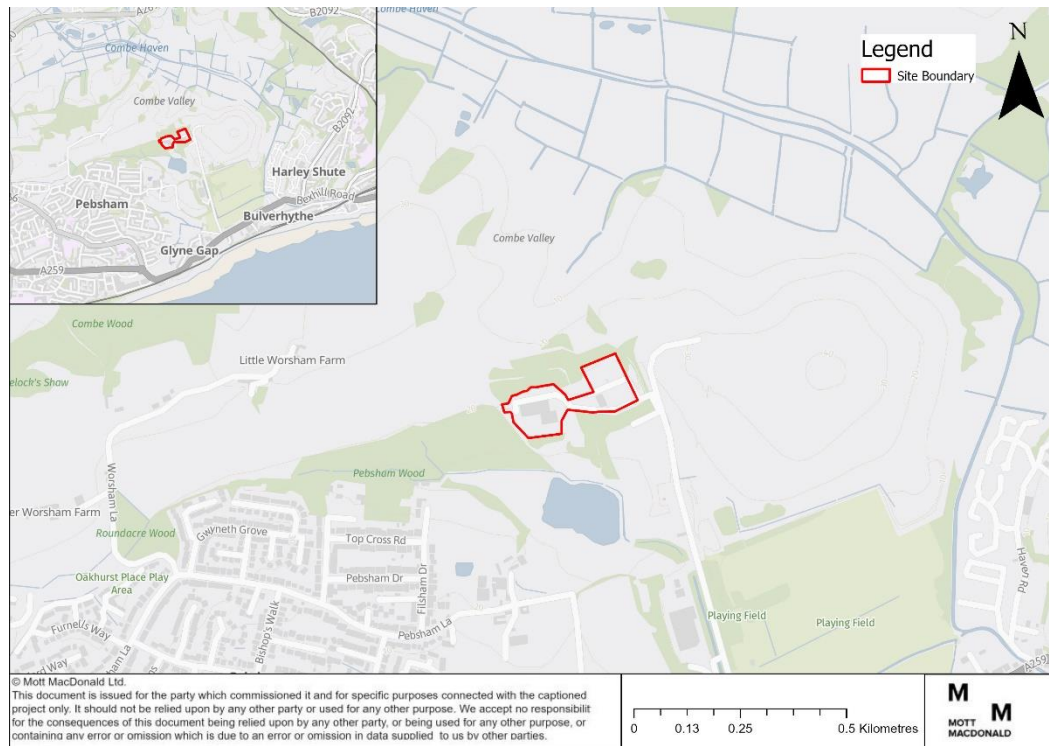 A26
B2092
Combe Haven
Combe Valley
B2092
Harley Shute
Pebsham
Bexhill Road
Bulverhythe
Glyne Gap
A259
Combe Haven
Legend
Site Boundary
N
Combe Valley
Combe Wood
Little Worsham Farm
elock's Shaw
Worsham La
Pebsham Wood
er Worsham Farm
Roundacre Wood
Gwyneth Grove
Top Cross Rd
Oakhurst Place Play
Area
Pebsham Dr
Filsham Dr
Furnell's Way
Bishop's Walk
Pebsham La
Haven Rd
Playing Field
Playing Field
A259
© Mott MacDonald Ltd.
This document is issued for the party which commissioned it and for specific purposes connected with the captioned
project only. It should not be relied upon by any other party or used for any other purpose. We accept no responsibilit
for the consequences of this document being relied upon by any other party, or being used for any other purpose, or
containing any error or omission which is due to an error or omission in data supplied to us by other parties.
0 0.13 0.25 0.5 Kilometres
M
M
MOTT
MACDONALD